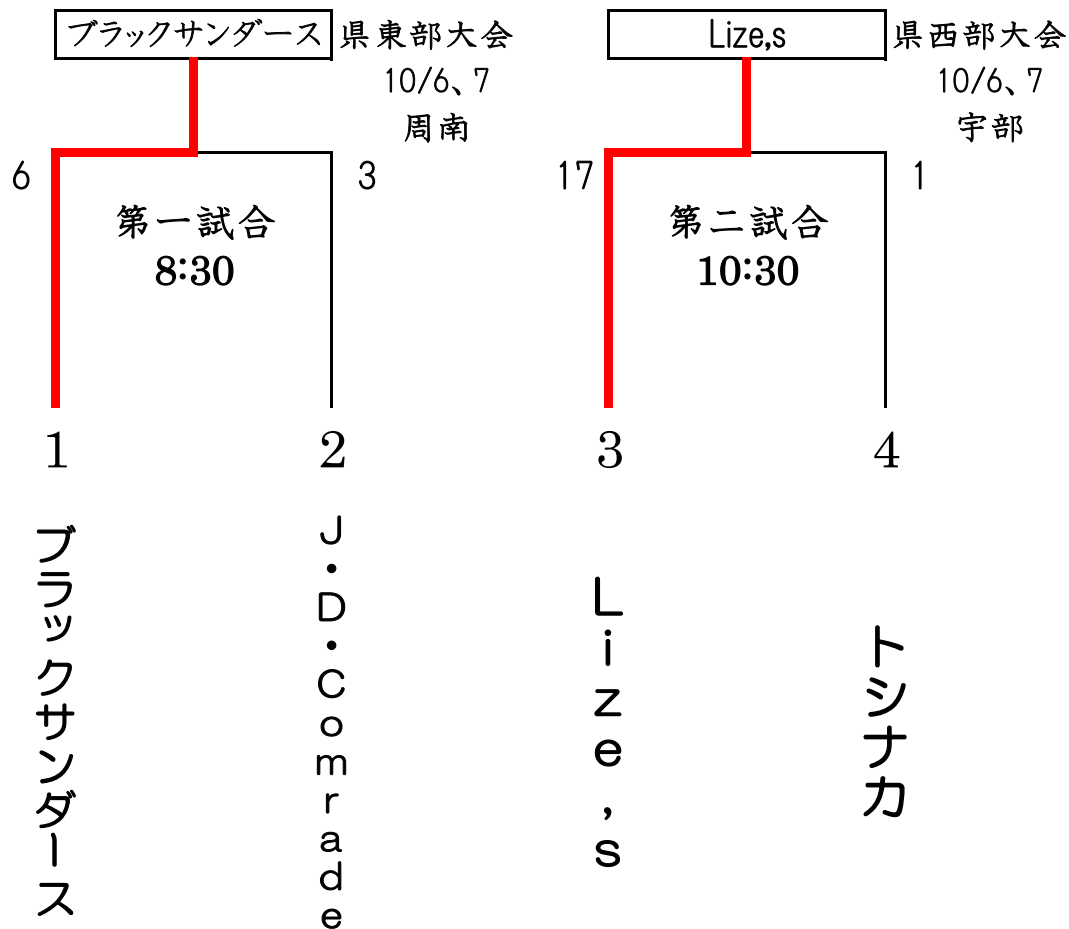 ブラックサンダース
県東部大会
10/6、7
周南
6
3
第一試合
8:30
1
2
ブラックサンダース
J・D・Comrade
Lize,s
県西部大会
10/6、7
宇部
17
1
第二試合
10:30
3
4
Lize,s
トシナカ